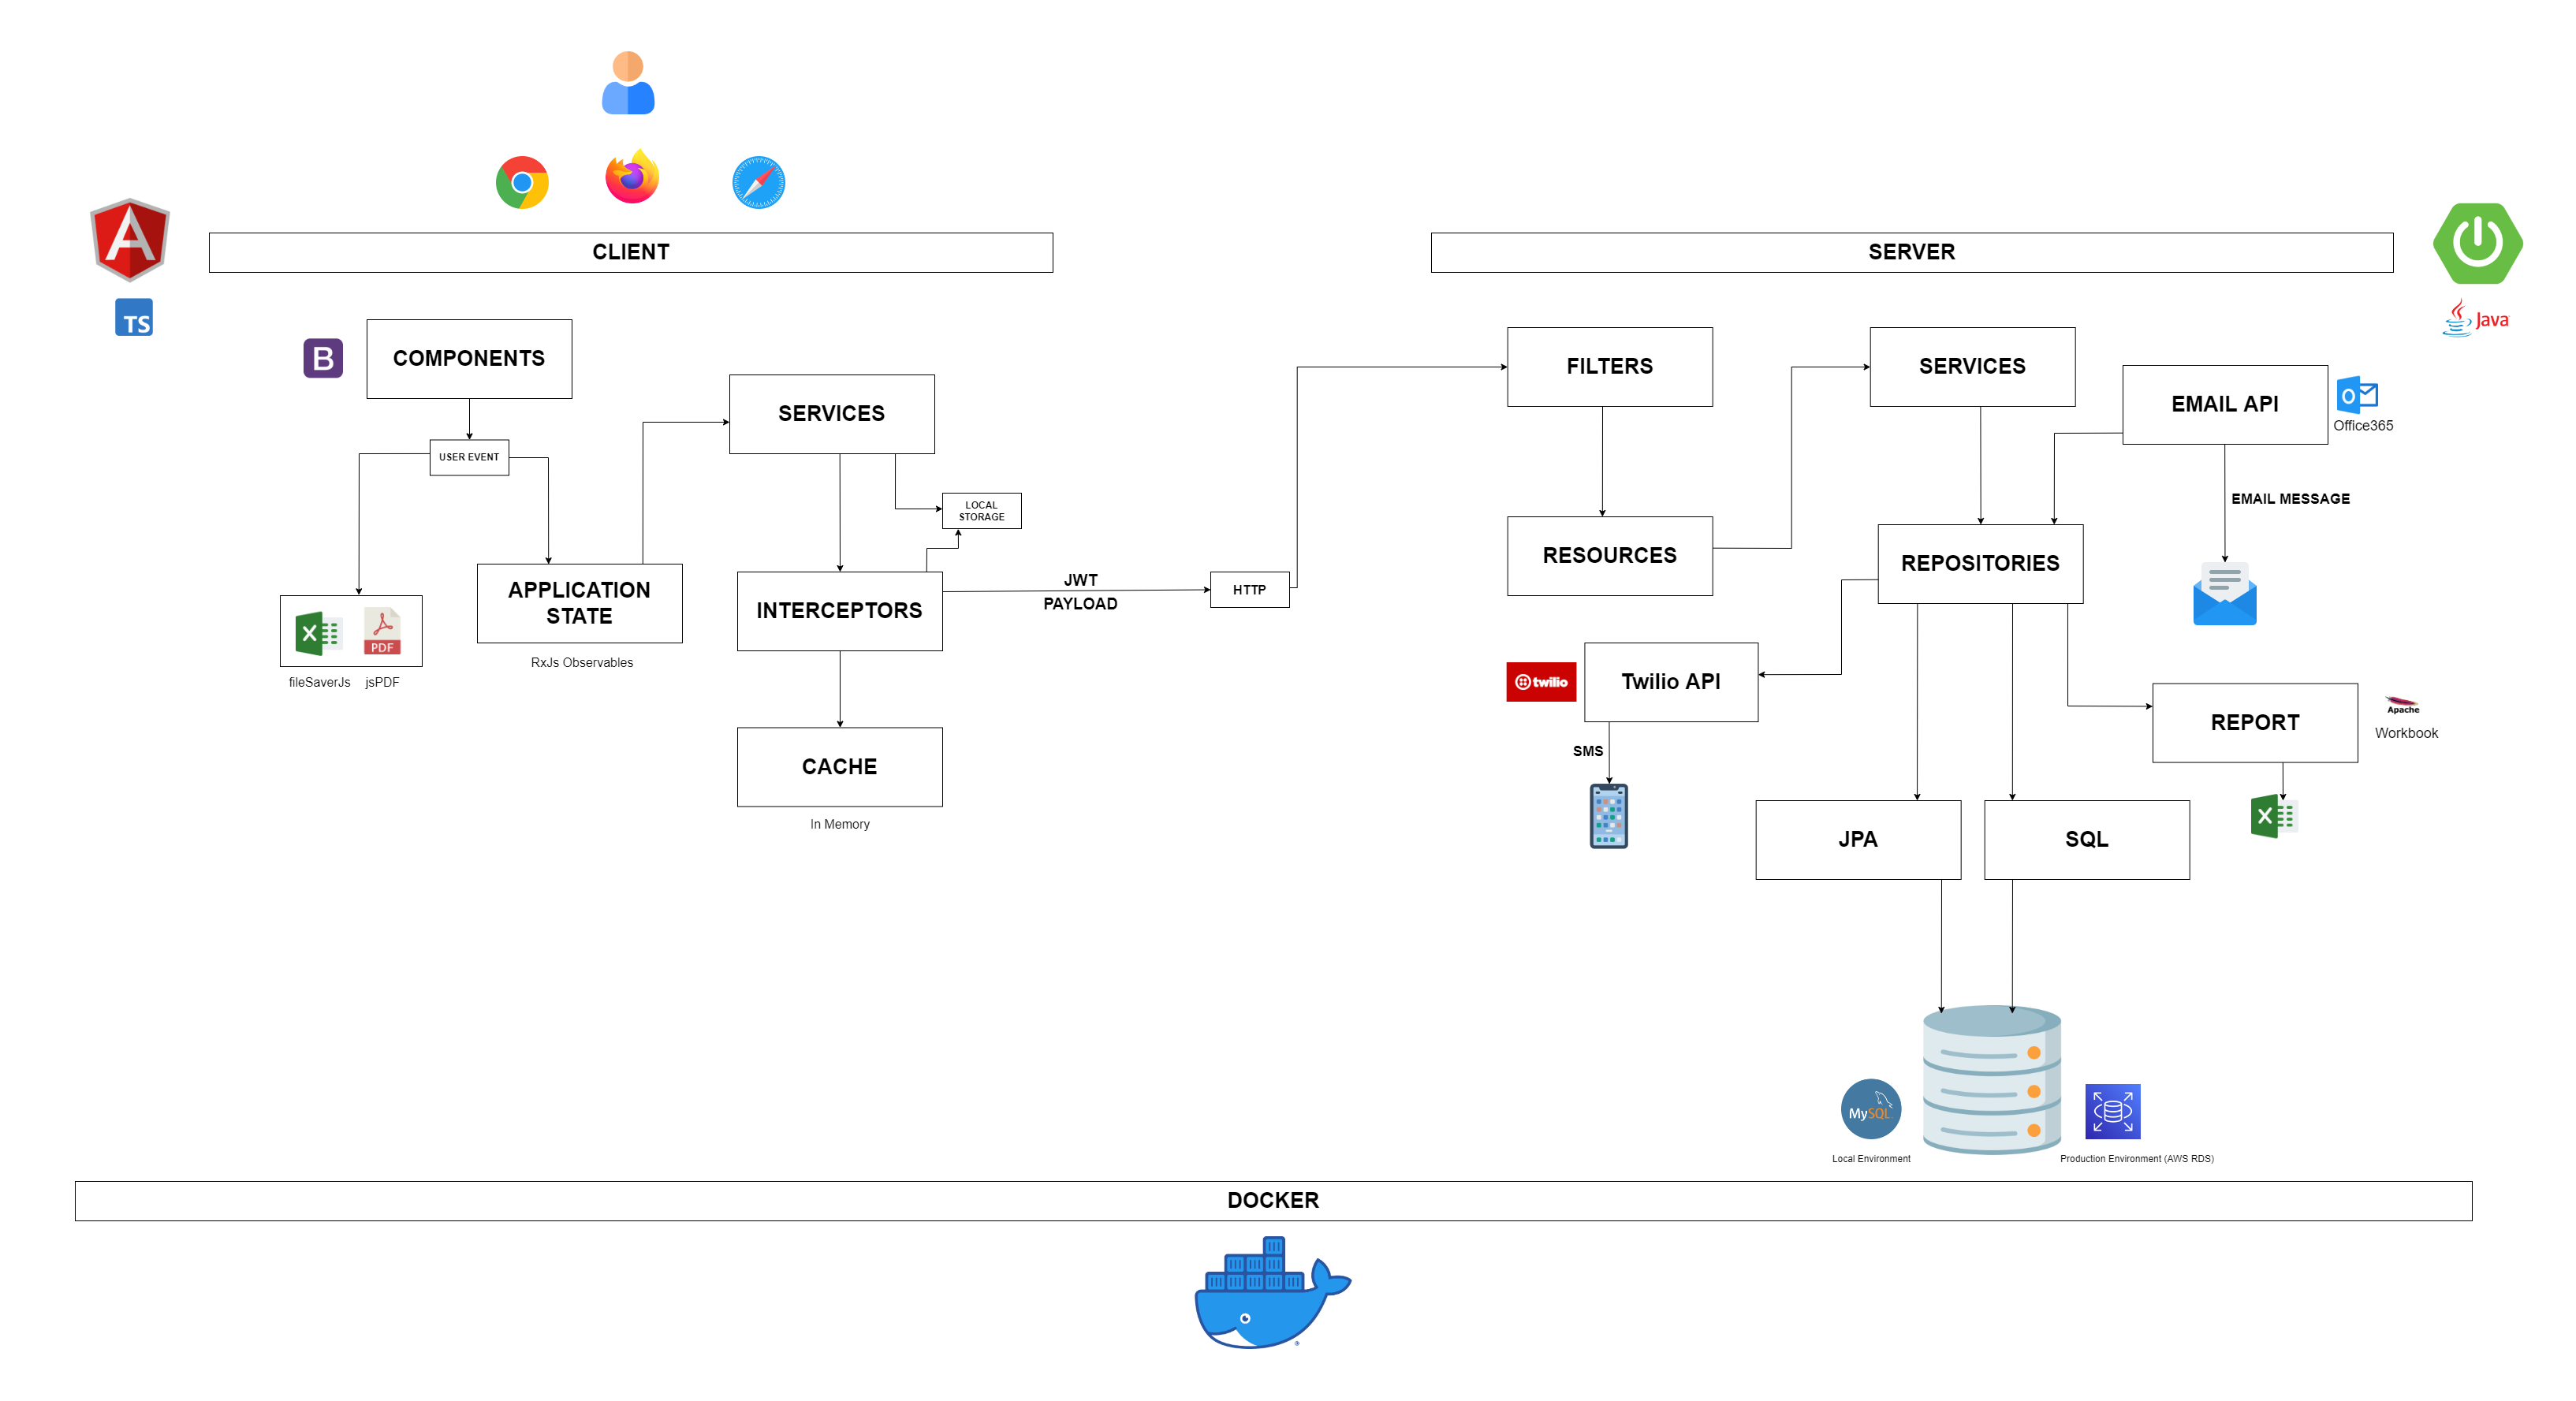 CLIENT
SERVER
TS
Java
B
COMPONENTS
USER EVENT
PDF
fileSaverJs
jsPDF
APPLICATION
STATE
RxJs Observables
SERVICES
LOCAL
STORAGE
INTERCEPTORS
CACHE
In Memory
JWT
PAYLOAD
HTTP
FILTERS
SERVICES
EMAIL API
Office365
EMAIL MESSAGE
RESOURCES
REPOSITORIES
twilio
Twilio API
SMS
REPORT
Apache
Workbook
JPA
SQL
MySQL
Local Environment
Production Environment (AWS RDS)
DOCKER